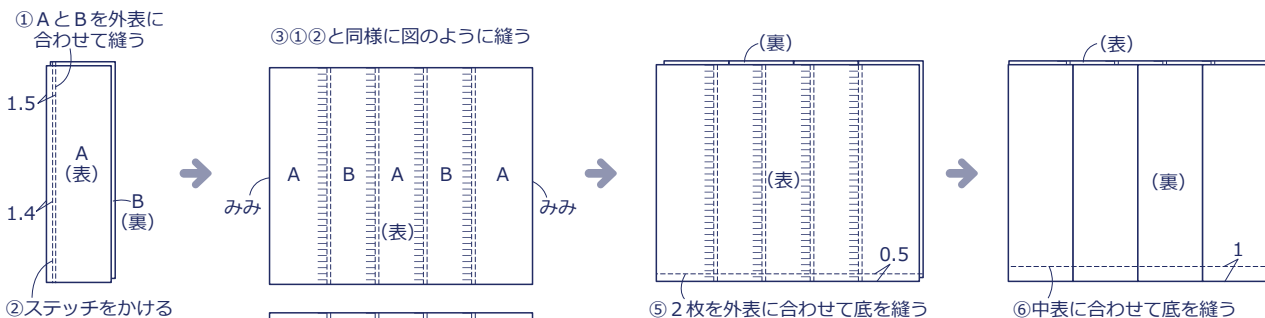 ①AとBを外表に
合わせて縫う
1.5
A
(表)
1.4
B
(裏)
②ステッチをかける
③①②と同様に図のように縫う
A
B
A
B
A
みみ
(表)
みみ
(裏)
(表)
0.5
⑤2枚を外表に合わせて底を縫う
(表)
(裏)
1
⑥中表に合わせて底を縫う